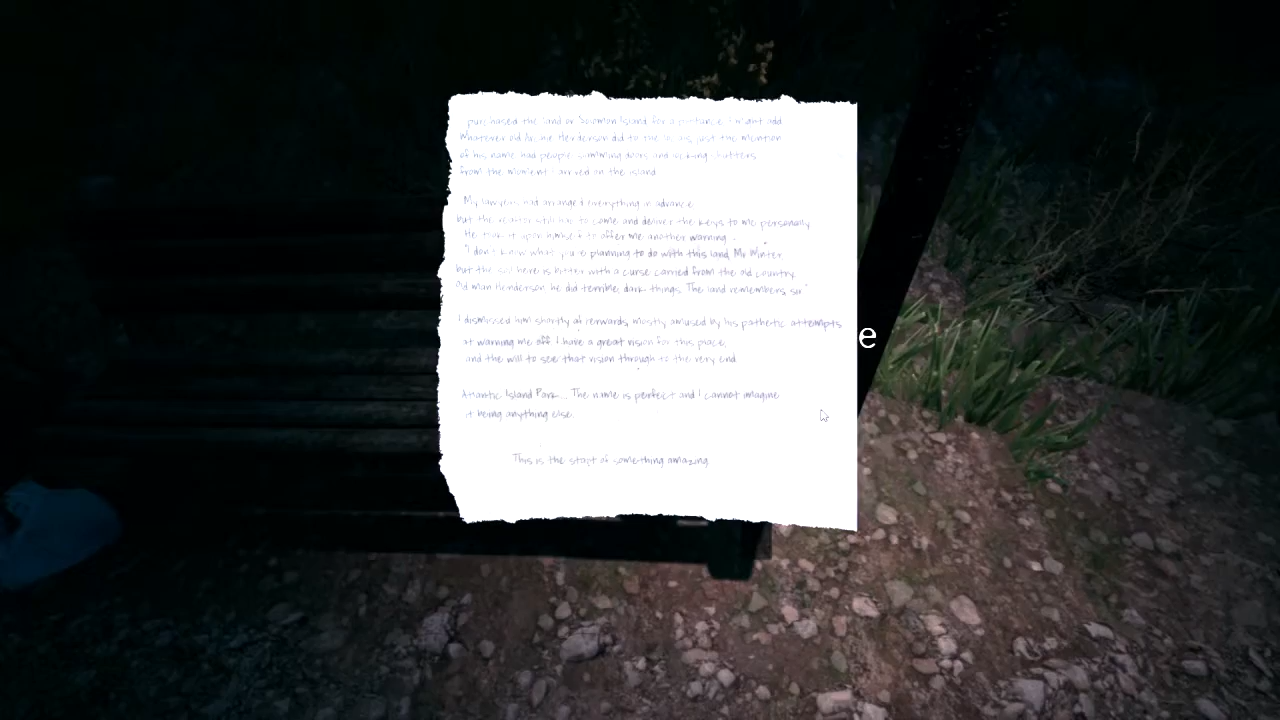 I purchased the land on Solomon Island for a pittance I might add
Whatever old Archie Henderson did to the locals, just the mention
of his name had people slamming doors and locking shutters
from the moment I arrived on the island
My lawyers had arranged everything in advance
but the realtor still had to come and deliver the keys to me personally
He took it upon himself to offer me another warning
"I don't know what you're planning to do with this land, Mr Winter
but the soil here is bitter with a curse carried from the old country
Old man Henderson he did terrible, dark things. The land remembers, sir"
I dismissed him shortly afterwards, mostly amused by his pathetic attempts
at warning me off. I have a great vision for this place,
and the will to see that vision through to the very end
Atlantic Island Park... The name is perfect and I cannot imagine
it being anything else.
This is the start of something amazing
e